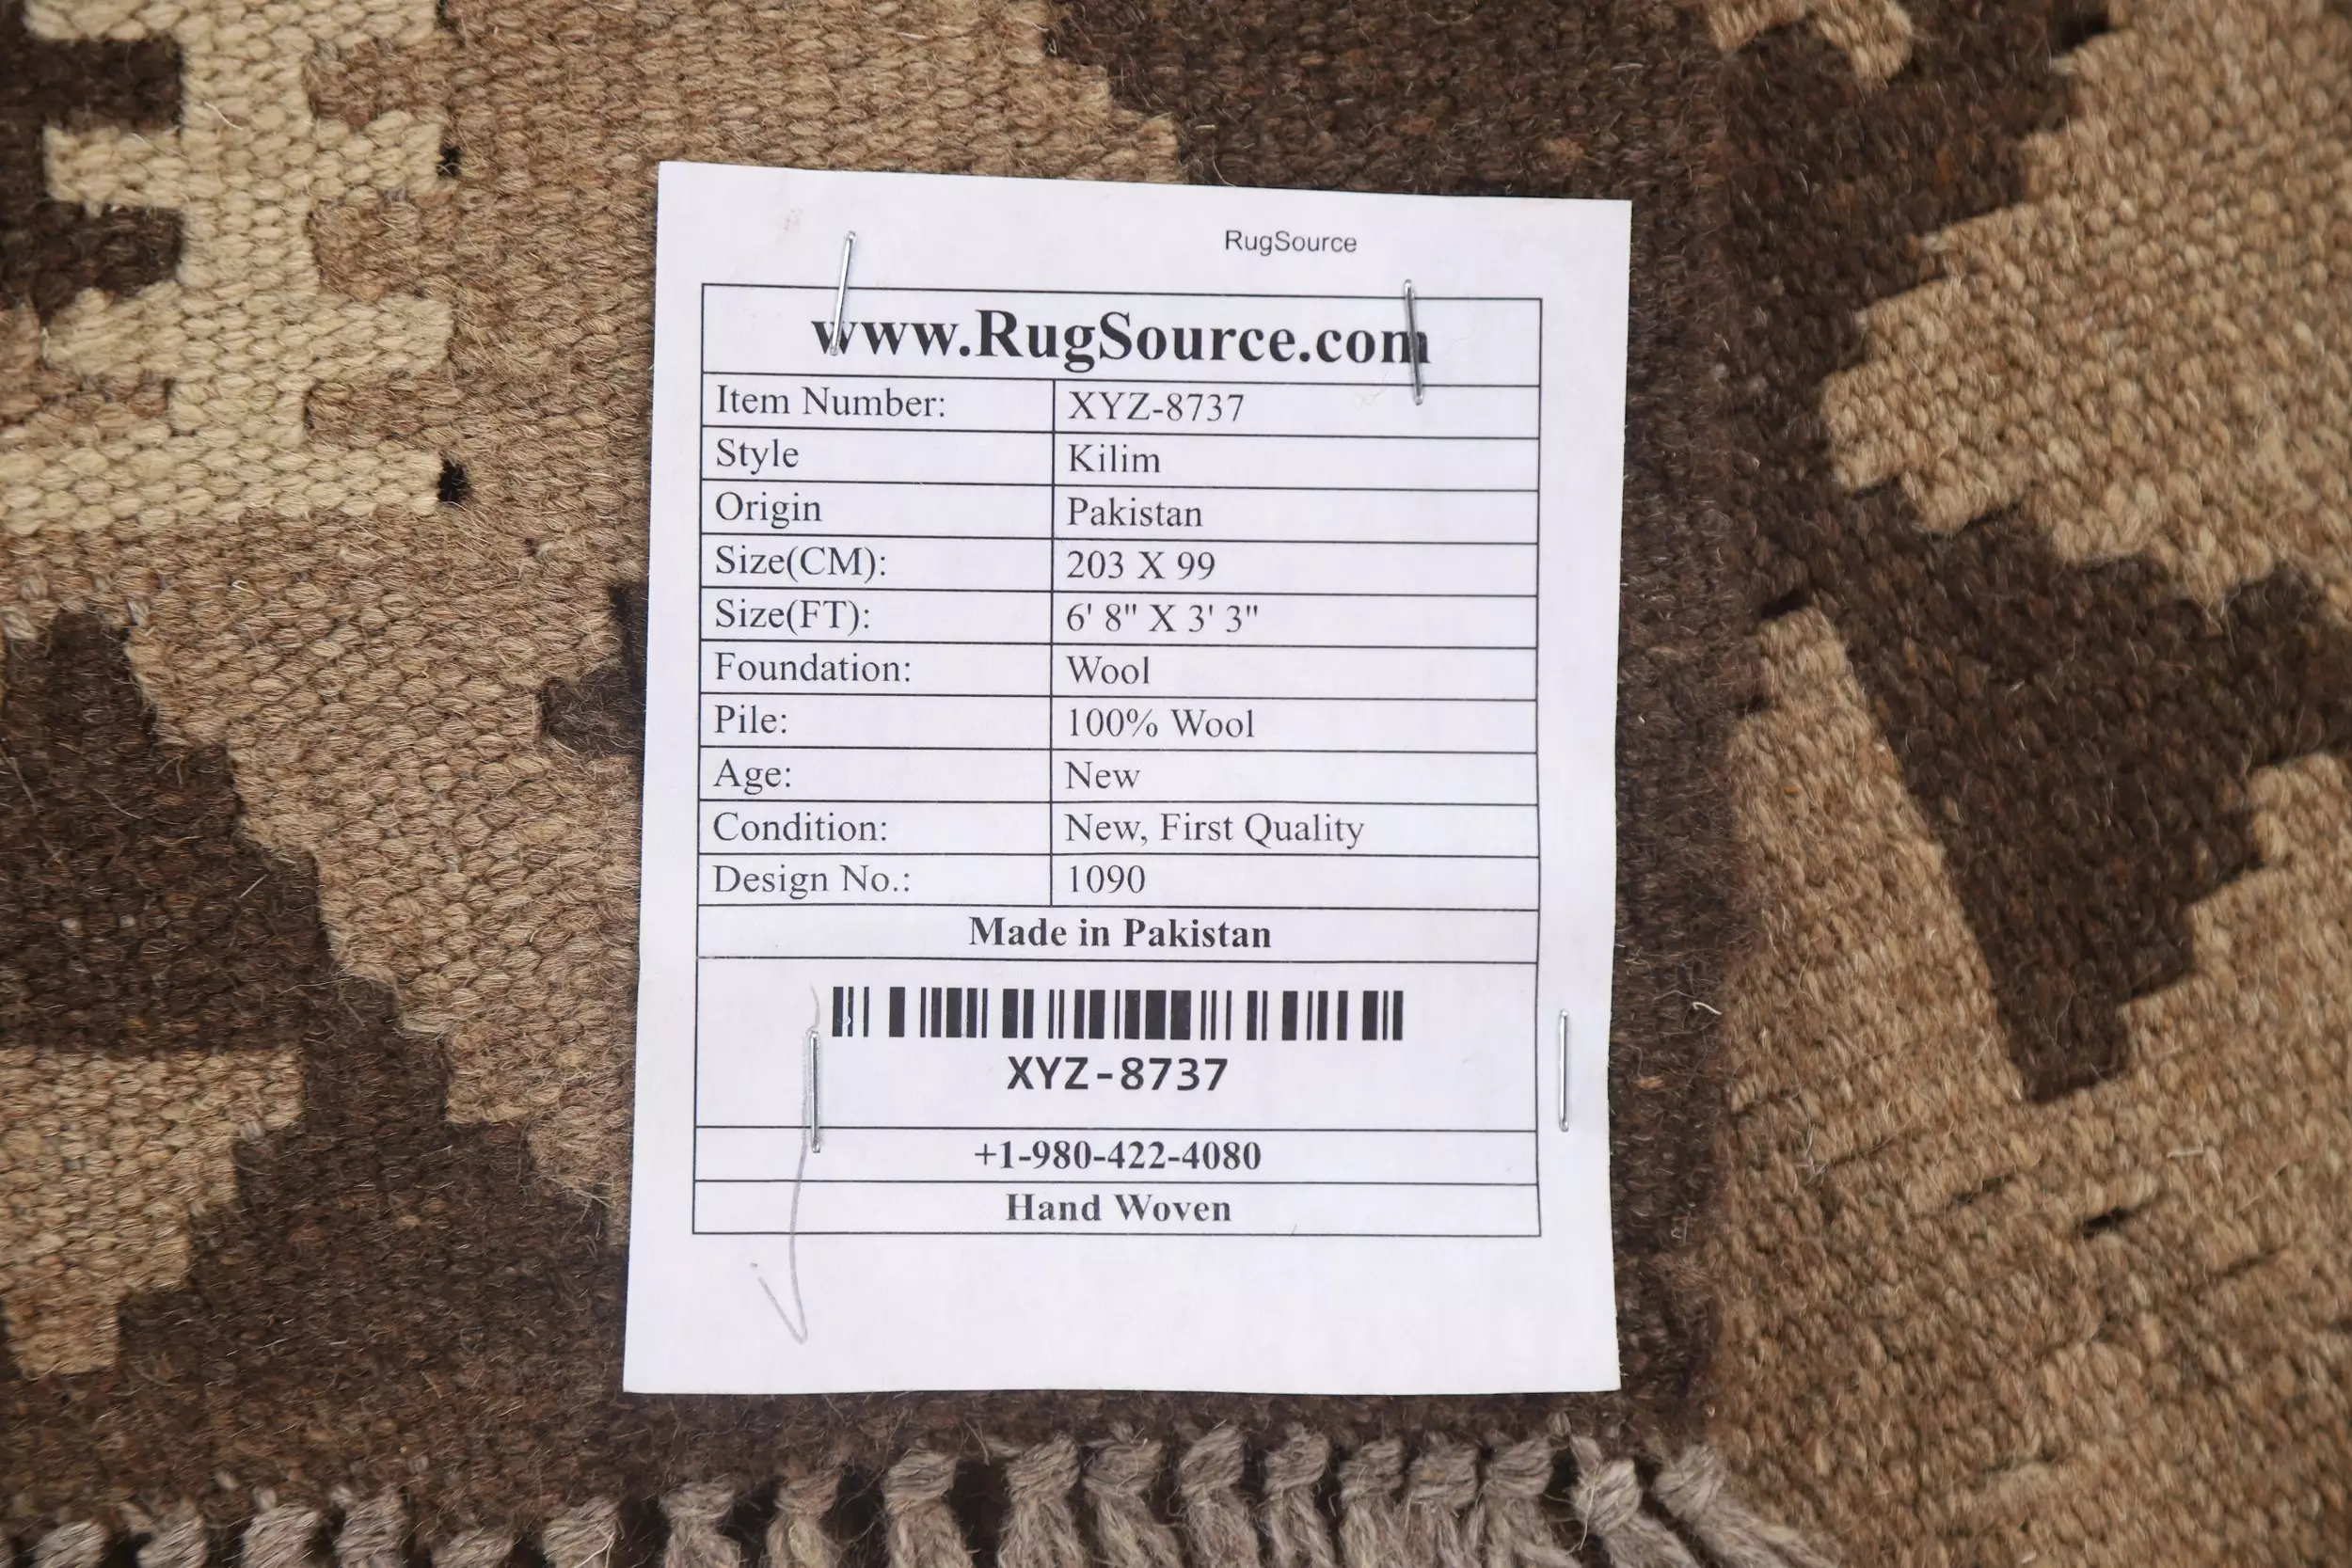 RugSource
www.RugSource.com
Item Number: XYZ-8737
Style Kilim
Origin Pakistan
Size(CM): 203 X 99
Size(FT): 6' 8" X 3' 3"
Foundation: Wool
Pile: 100% Wool
Age: New
Condition: New, First Quality
Design No.: 1090
Made in Pakistan
XYZ-8737
+1-980-422-4080
Hand Woven